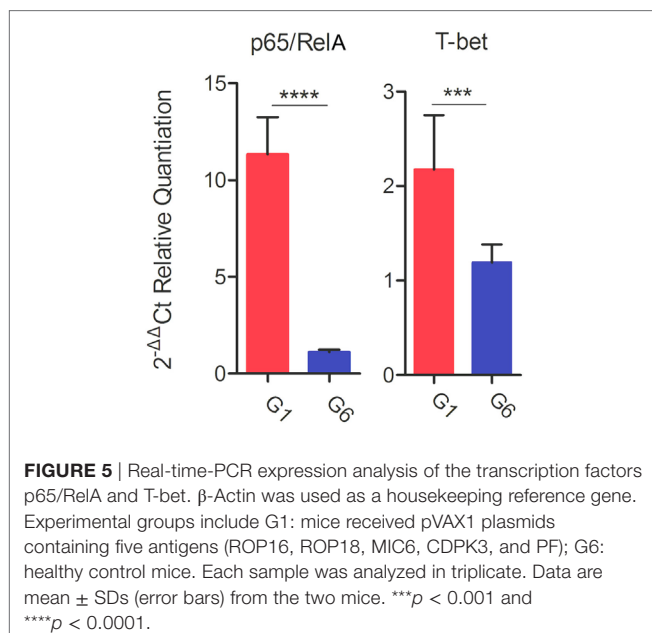 p65/RelA
T-bet
2-ΔΔCt Relative Quantiation
15
10
5
0
****
G1
G6
3
2
1
0
***
G1
G6
FIGURE 5 | Real-time-PCR expression analysis of the transcription factors
p65/RelA and T-bet. β-Actin was used as a housekeeping reference gene.
Experimental groups include G1: mice received pVAX1 plasmids
containing five antigens (ROP16, ROP18, MIC6, CDPK3, and PF); G6:
healthy control mice. Each sample was analyzed in triplicate. Data are
mean ± SDs (error bars) from the two mice. ***p < 0.001 and
****p < 0.0001.